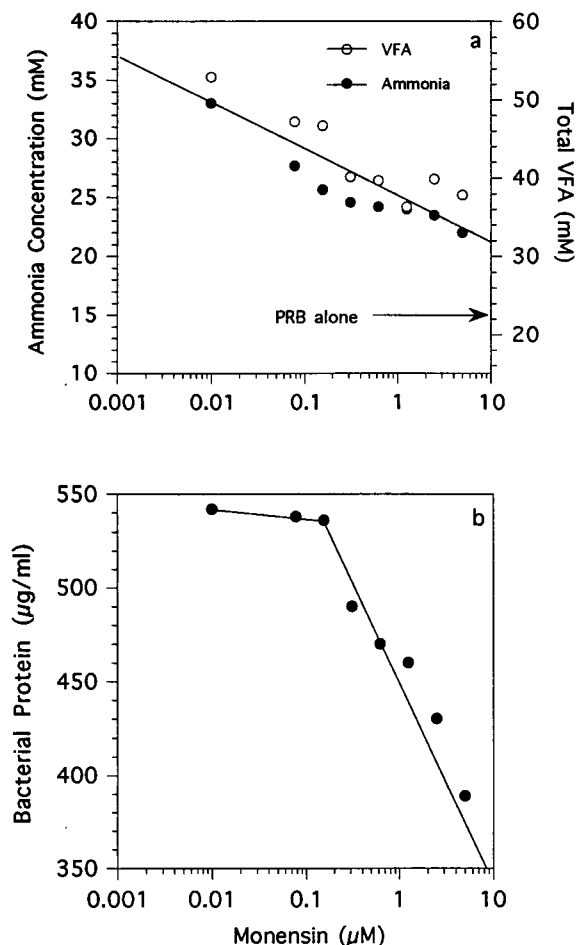 a
VFA
Ammonia
40
35
30
25
20
15
10
Ammonia Concentration (mM)
60
50
40
30
20
Total VFA (mM)
PRB alone
0.001 0.01 0.1 1 10
b
550
500
450
400
350
Bacterial Protein (µg/ml)
0.001 0.01 0.1 1 10
Monensin (µM)